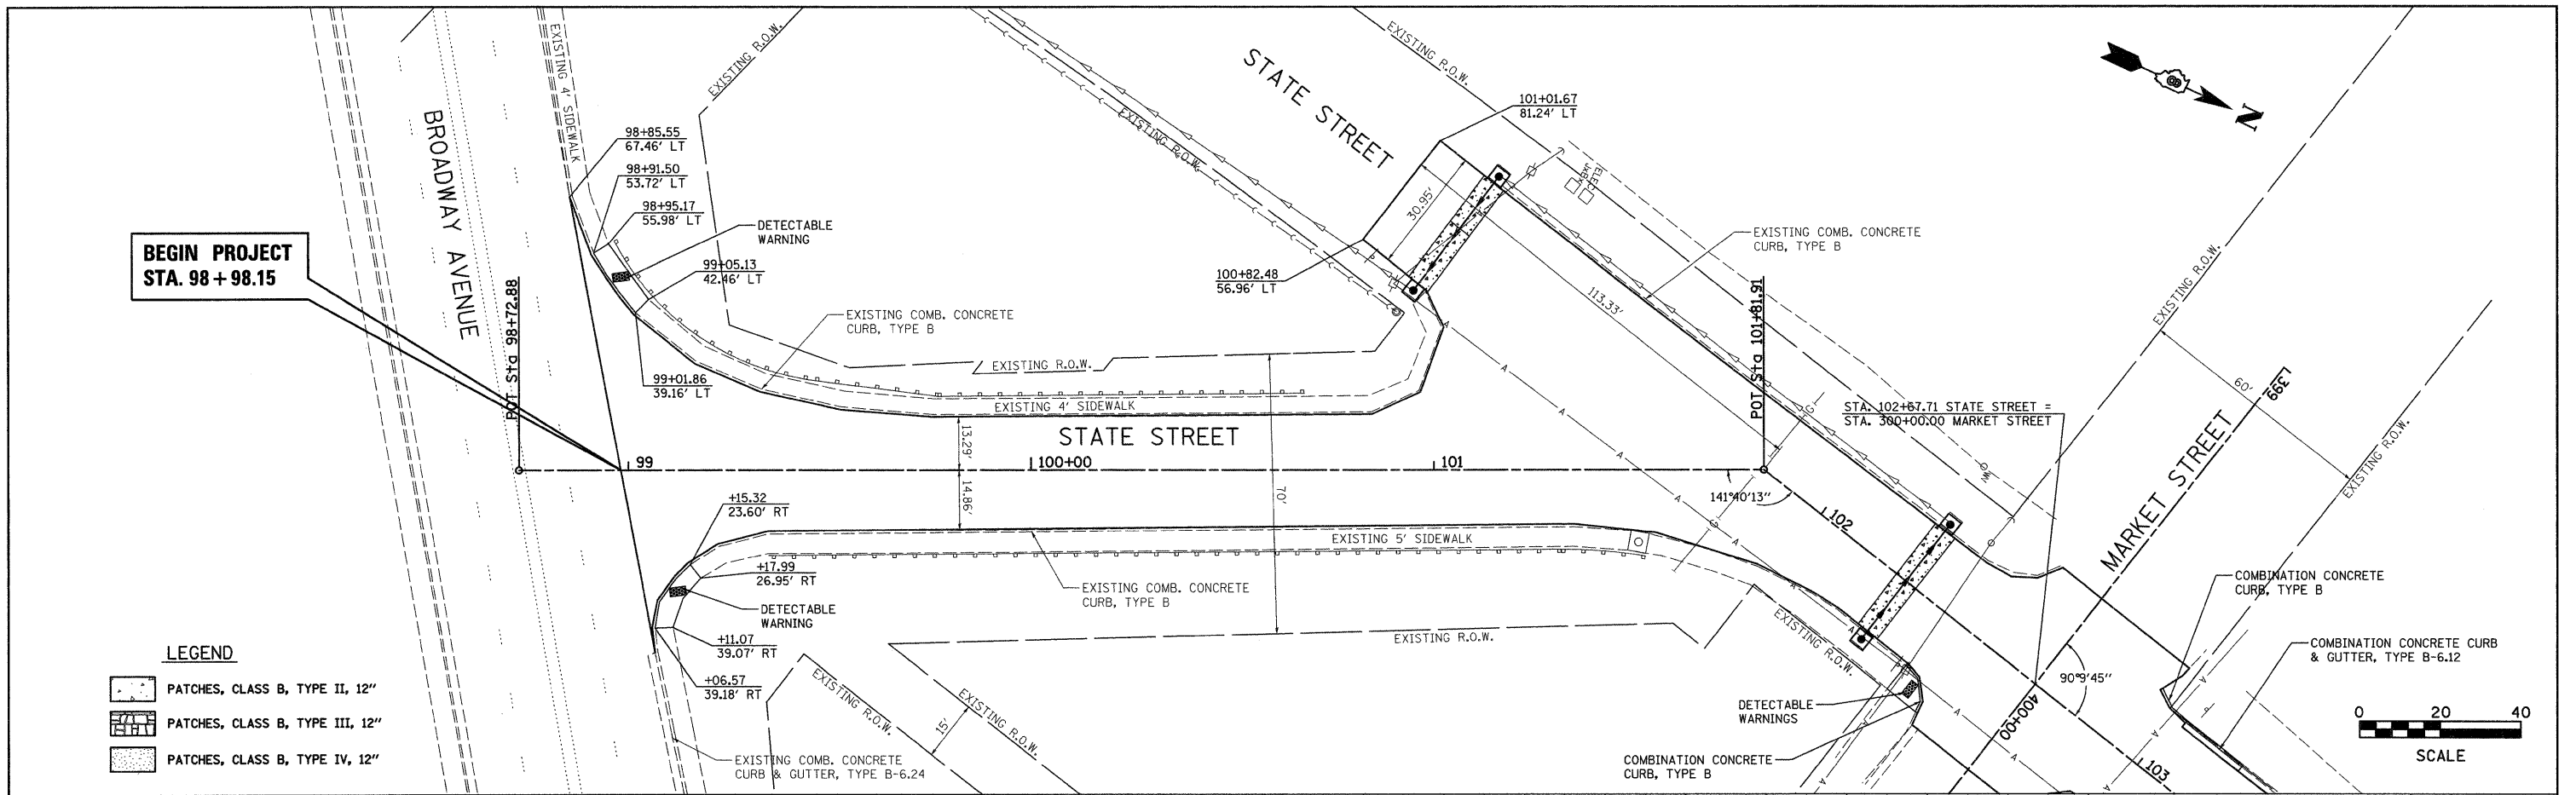 EXISTING 4' SIDEWALK
EXISTING R.O.W.
STATE STREET
EXISTING R.O.W.
N
BROADWAY AVENUE
98+85.55
67.46' LT
98+91.50
53.72' LT
98+95.17
55.98' LT
DETECTABLE
WARNING
99+05.13
42.46' LT
EXISTING R.O.W.
EXISTING R.O.W.
101+01.67
81.24' LT
ELEC.
30.95'
EXISTING COMB. CONCRETE
CURB, TYPE B
EXISTING R.O.W.
BEGIN PROJECT
STA. 98+98.15
POT Sta 98+72.88
100+82.48
56.96' LT
113.33'
POT Sta 101+81.91
EXISTING COMB. CONCRETE
CURB, TYPE B
99+01.86
39.16' LT
EXISTING R.O.W.
EXISTING 4' SIDEWALK
13.29'
STATE STREET
STA. 102+67.71 STATE STREET =
STA. 300+00.00 MARKET STREET
60'
399
MARKET STREET
EXISTING R.O.W.
99
100+00
101
14.86'
70'
141°40'13"
102
+15.32
23.60' RT
EXISTING 5' SIDEWALK
+17.99
26.95' RT
EXISTING COMB. CONCRETE
CURB, TYPE B
DETECTABLE
WARNING
+11.07
39.07' RT
EXISTING R.O.W.
EXISTING R.O.W.
COMBINATION CONCRETE
CURB, TYPE B
COMBINATION CONCRETE CURB
& GUTTER, TYPE B-6.12
+06.57
39.18' RT
EXISTING R.O.W.
EXISTING R.O.W.
15'
90°9'45"
400+00
103
DETECTABLE
WARNINGS
EXISTING COMB. CONCRETE
CURB & GUTTER, TYPE B-6.24
COMBINATION CONCRETE
CURB, TYPE B
LEGEND
PATCHES, CLASS B, TYPE II, 12"
PATCHES, CLASS B, TYPE III, 12"
PATCHES, CLASS B, TYPE IV, 12"
0 20 40
SCALE